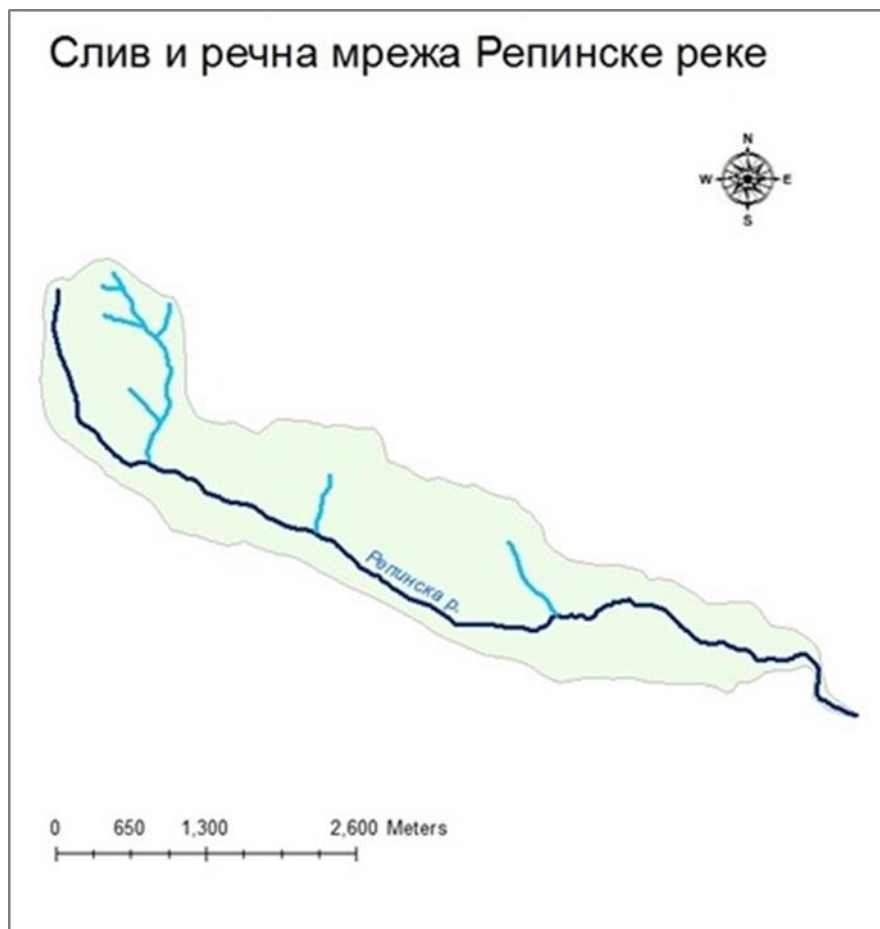 Слив и речна мрежа Репинске реке
N
W E
S
Репинска р.
0 650 1,300 2,600 Meters